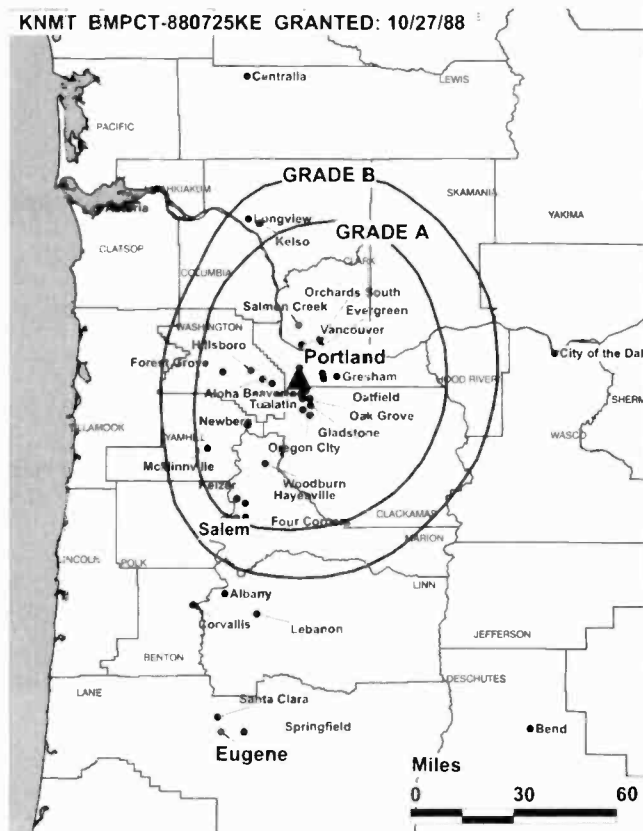 KNMT BMPCT-880725KE GRANTED: 10/27/88
Centralia
LEWIS
PACIFIC
GRADE B
SKAMANIA
AHKIAKUM
YAKIMA
Astoria
Longview
GRADE A
Kelso
CLATSOP
CLARK
COLUMBIA
Orchards South
Salmon Creek
Evergreen
WASHINGTON
Vancouver
Hillsboro
Portland
City of the Dal
Forest Grove
Gresham
HOOD RIVER
Aloha Beaver
Oatfield
SHERM
Tualatin
Oak Grove
Newberg
Gladstone
ILLAMOOK
WASCO
YAMHILL
Oregon City
McMinnville
Woodburn
Keizer
Hayesville
CLACKAMAS
Salem
Four Corners
MARION
LINCOLN
POLK
LINN
Albany
Corvallis
Lebanon
JEFFERSON
BENTON
LANE
DESCHUTES
Santa Clara
Springfield
Bend
Eugene
Miles
0 30 60